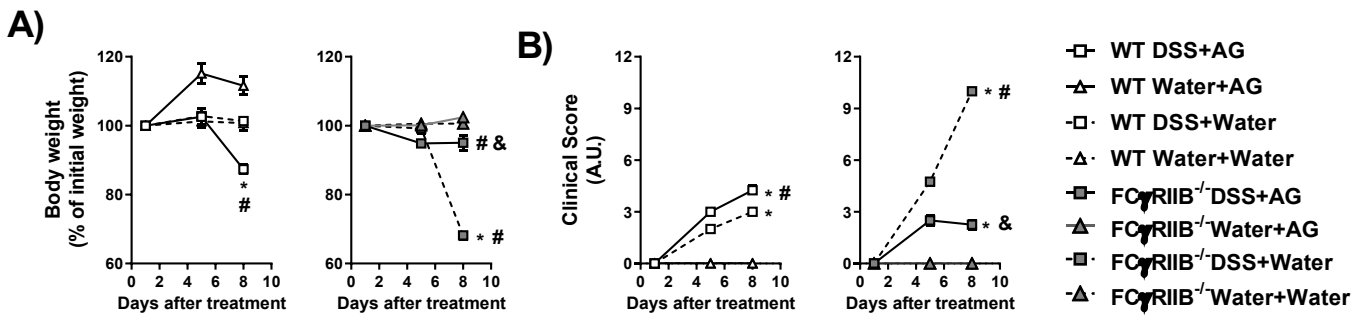 A)
Body weight
(% of initial weight)
120
100
80
60
0 2 4 6 8 10
Days after treatment
*
#
120
100
80
60
0 2 4 6 8 10
Days after treatment
# &
* #
B)
Clinical Score
(A.U.)
12
9
6
3
0
0 2 4 6 8 10
Days after treatment
* #
*
12
9
6
3
0
0 2 4 6 8 10
Days after treatment
* #
* &
WT DSS+AG
WT Water+AG
WT DSS+Water
WT Water+Water
FCγRIIB-/-DSS+AG
FCγRIIB-/-Water+AG
FCγRIIB-/-DSS+Water
FCγRIIB-/-Water+Water